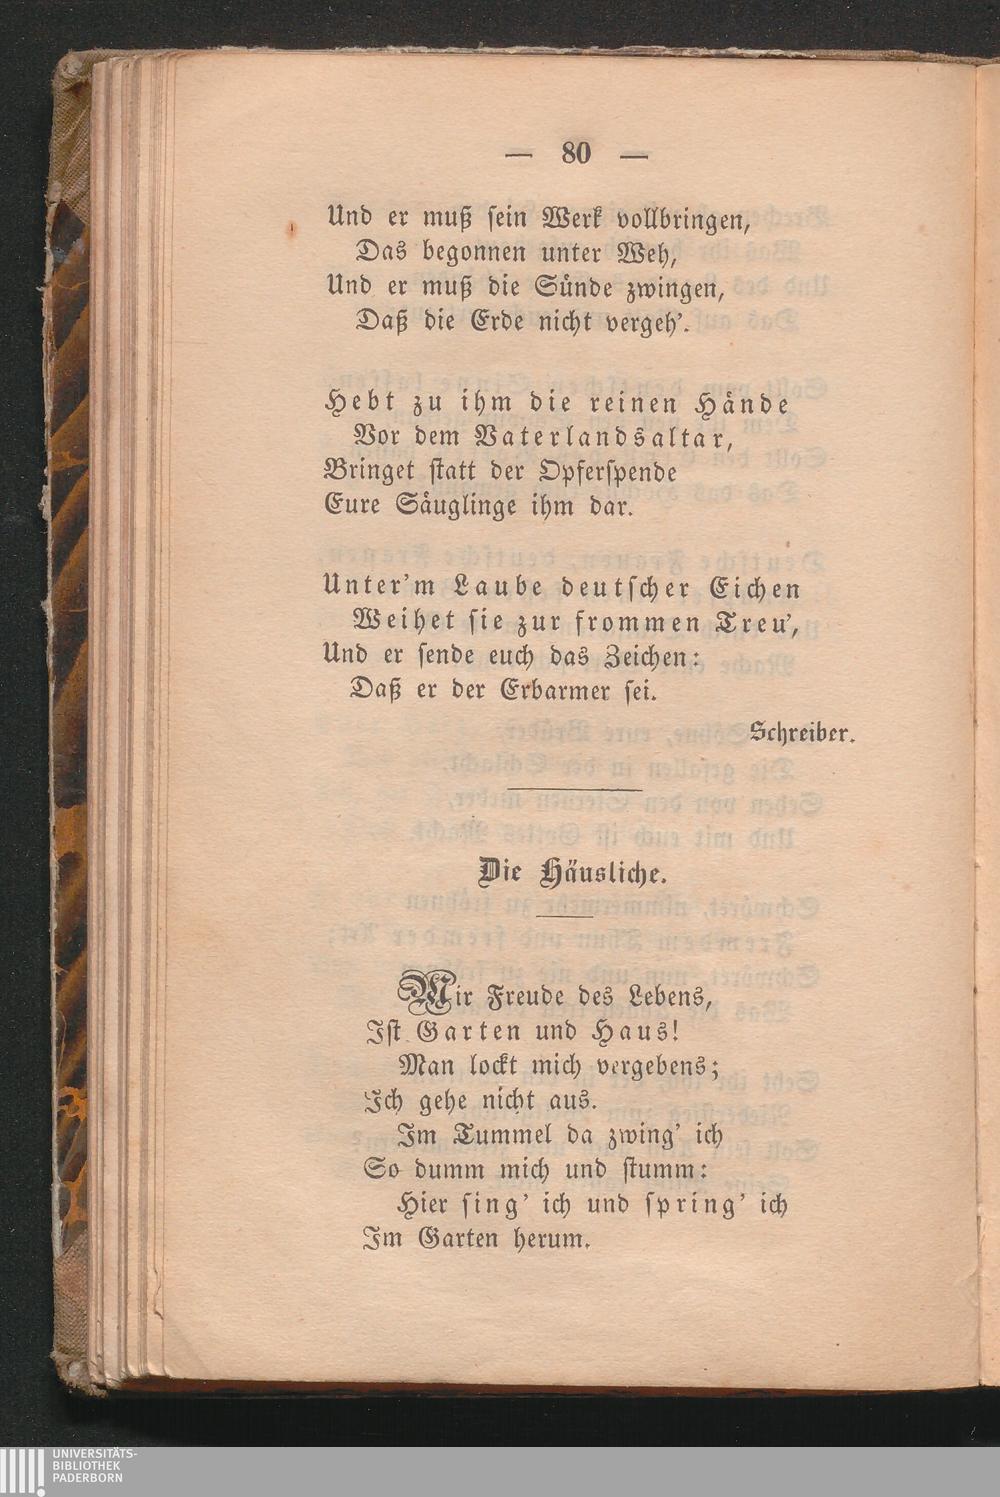 — 80 —
Und er muß sein Werk vollbringen,
Das begonnen unter Weh,
Und er muß die Sünde zwingen,
Daß die Erde nicht vergeh'.
Hebt zu ihm die reinen Hände
Vor dem Vaterlandsaltar,
Bringet statt der Opferspende
Eure Säuglinge ihm dar.
Unter'm Laube deutscher Eichen
Weihet sie zur frommen Treu',
Und er sende euch das Zeichen:
Daß er der Erbarmer sei.
Schreiber.
Die Häusliche.
Mir Freude des Lebens,
Ist Garten und Haus!
Man lockt mich vergebens;
Ich gehe nicht aus.
Im Tummel da zwing' ich
So dumm mich und stumm:
Hier sing' ich und spring' ich
Im Garten herum.
UNIVERSITÄTS-
BIBLIOTHEK
PADERBORN